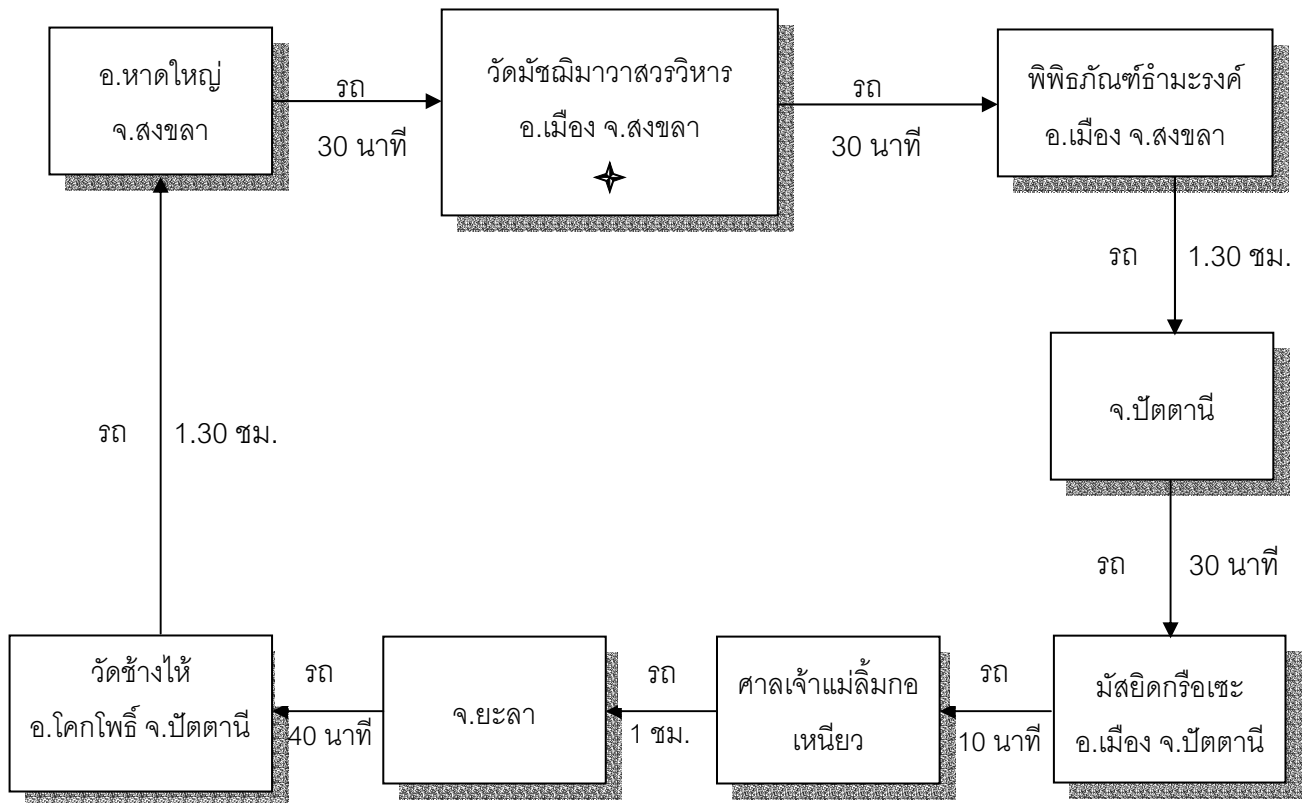 อ.หาดใหญ่
จ.สงขลา
รถ
30 นาที
วัดมัชฌิมาวาสวรวิหาร
อ.เมือง จ.สงขลา
รถ
30 นาที
พิพิธภัณฑ์ธำมะรงค์
อ.เมือง จ.สงขลา
รถ
1.30 ชม.
จ.ปัตตานี
รถ
30 นาที
มัสยิดกรือเซะ
อ.เมือง จ.ปัตตานี
รถ
10 นาที
ศาลเจ้าแม่ลิ้มกอ
เหนียว
รถ
1 ชม.
จ.ยะลา
รถ
40 นาที
วัดช้างไห้
อ.โคกโพธิ์ จ.ปัตตานี
รถ
1.30 ชม.